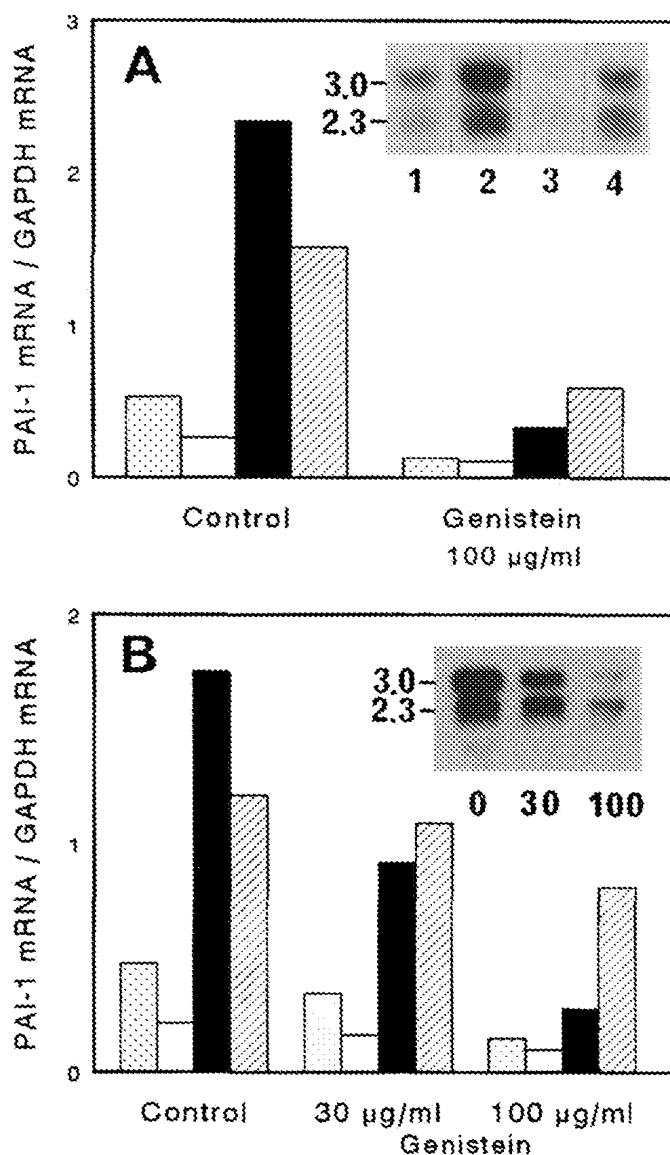 PAI-1 mRNA / GAPDH mRNA
3
2
1
0
A
3.0
2.3
1 2 3 4
Control
Genistein
100 µg/ml
PAI-1 mRNA / GAPDH mRNA
2
1
0
B
3.0
2.3
0 30 100
Control 30 µg/ml 100 µg/ml
Genistein